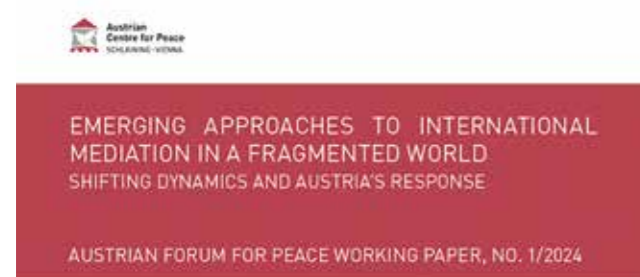 Austrian
Centre for Peace
SCHLAINING-VIENNA
EMERGING APPROACHES TO INTERNATIONAL
MEDIATION IN A FRAGMENTED WORLD
SHIFTING DYNAMICS AND AUSTRIA'S RESPONSE
AUSTRIAN FORUM FOR PEACE WORKING PAPER, NO. 1/2024